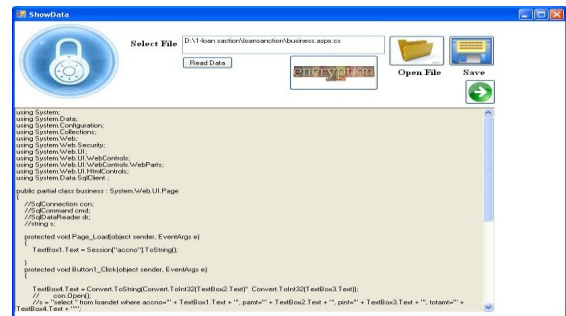 ShowData
Select File
D:\1-loan saction\loansanction\business.aspx.cs
Read Data
encryption
Open File
Save
using System;
using System.Data;
using System.Configuration;
using System.Collections;
using System.Web;
using System.Web.Security;
using System.Web.UI;
using System.Web.UI.WebControls;
using System.Web.UI.WebControls.WebParts;
using System.Web.UI.HtmlControls;
using System.Data.SqlClient ;
public partial class business : System.Web.UI.Page
{
//SqlConnection con;
//SqlCommand cmd;
//SqlDataReader dr;
//string s;
protected void Page_Load(object sender, EventArgs e)
{
TextBox1.Text = Session["accno"].ToString();
}
protected void Button1_Click(object sender, EventArgs e)
{
TextBox4.Text = Convert.ToString(Convert.ToInt32(TextBox2.Text)* Convert.ToInt32(TextBox3.Text));
// con.Open();
//s = "select * from loandet where accno='" + TextBox1.Text + "', pamt='" + TextBox2.Text + "', pint='" + TextBox3.Text + "', totamt='" +
TextBox4.Text + "'";